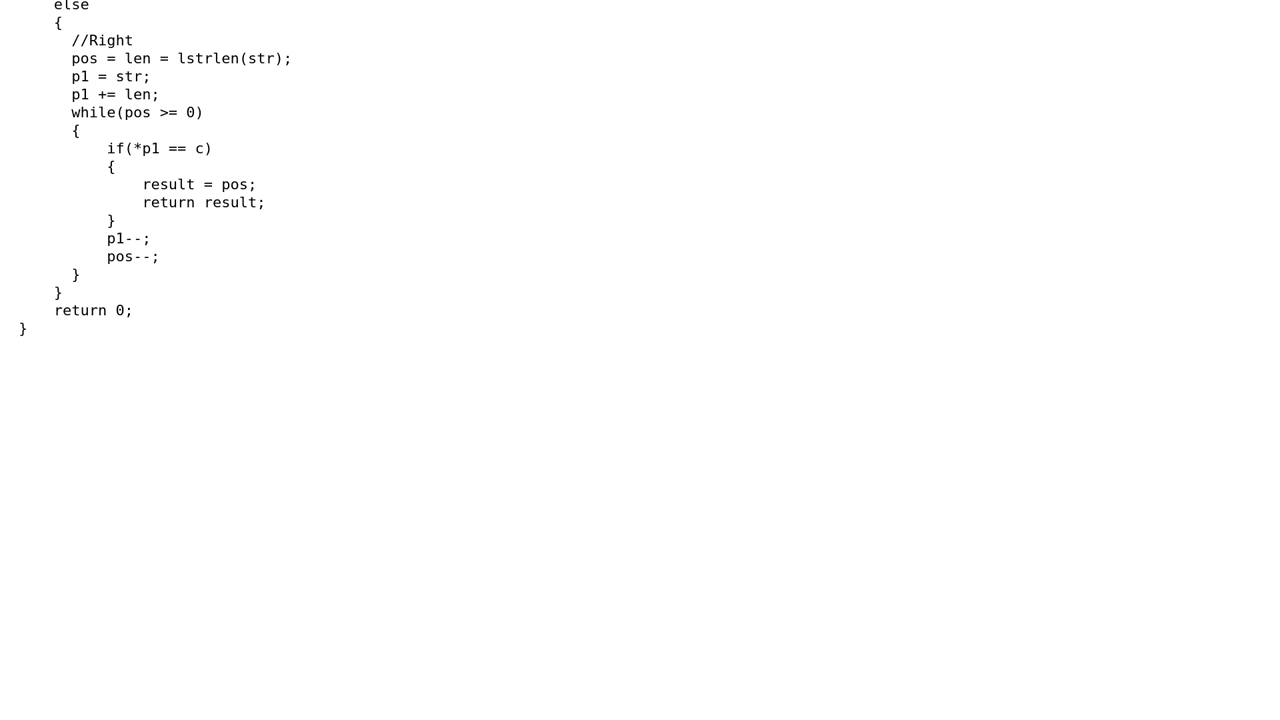 else
{
//Right
pos = len = lstrlen(str);
p1 = str;
p1 += len;
while(pos >= 0)
{
if(*p1 == c)
{
result = pos;
return result;
}
p1--;
pos--;
}
}
return 0;
}